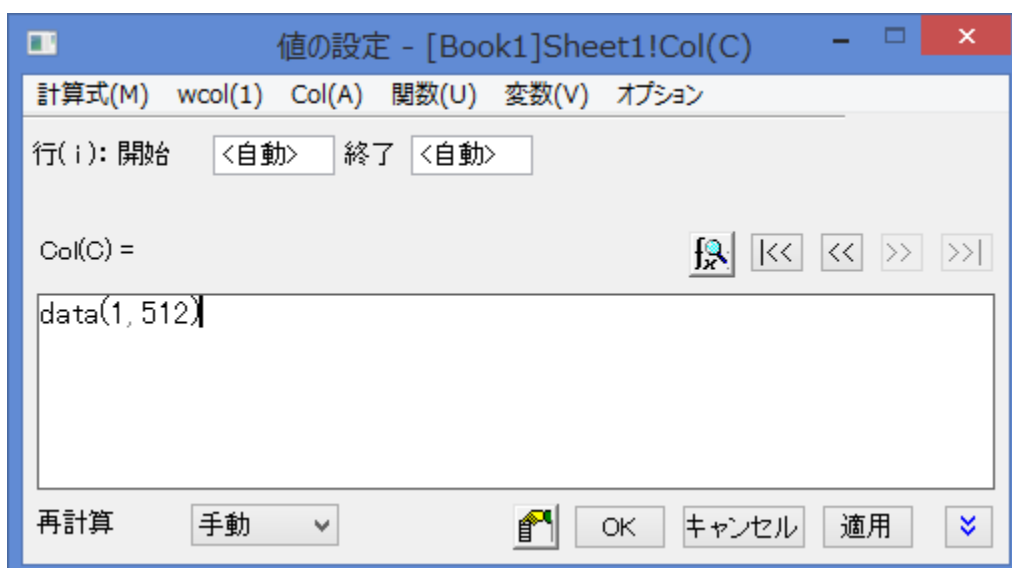 値の設定 - [Book1]Sheet1!Col(C)
計算式(M) wcol(1) Col(A) 関数(U) 変数(V) オプション
行(i): 開始 <自動> 終了 <自動>
Col(C) = |<< << >> >>|
data(1, 512)
再計算 手動 OK キャンセル 適用